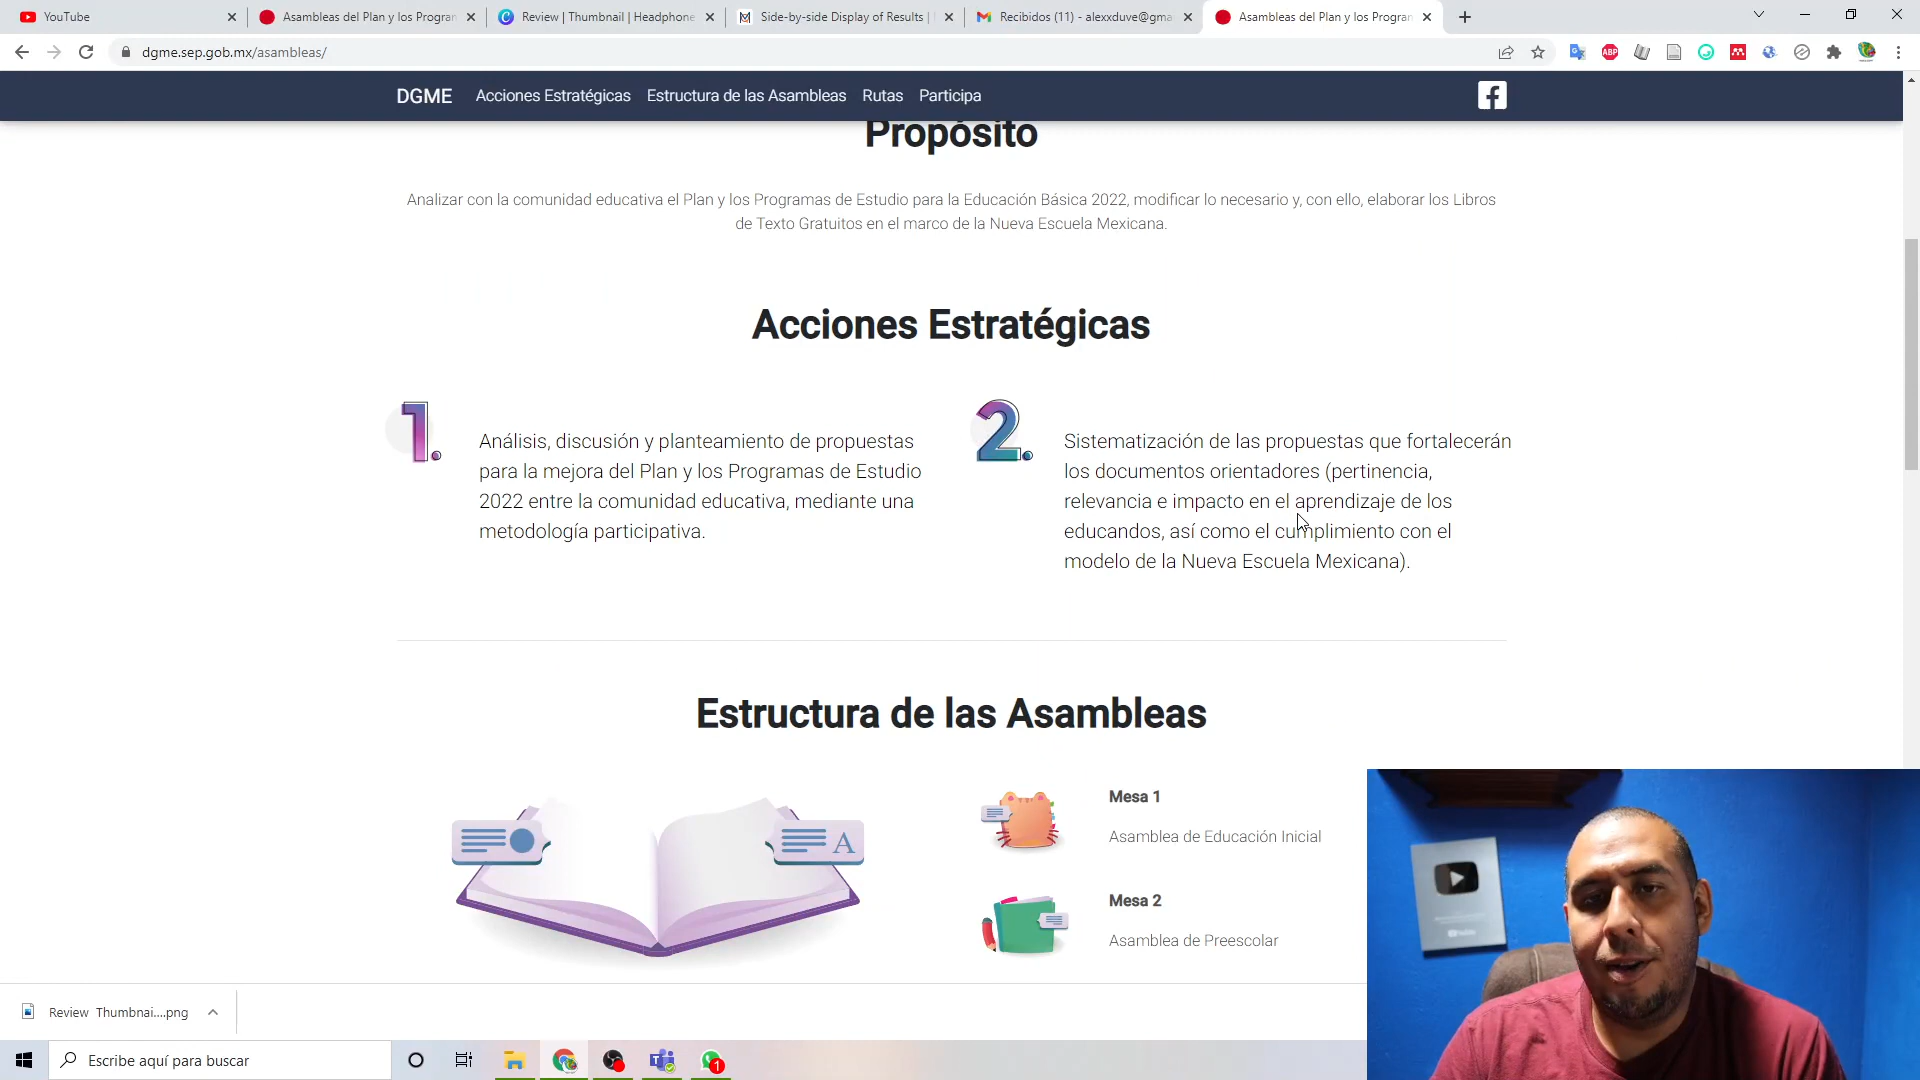 YouTube
Asambleas del Plan y los Progran
Review | Thumbnail | Headphone
Side-by-side Display of Results |
Recibidos (11) - alexxduve@gma
Asambleas del Plan y los Progran
dgme.sep.gob.mx/asambleas/
ABP
DGME
Acciones Estratégicas
Estructura de las Asambleas
Rutas
Participa
Propósito
Analizar con la comunidad educativa el Plan y los Programas de Estudio para la Educación Básica 2022, modificar lo necesario y, con ello, elaborar los Libros
de Texto Gratuitos en el marco de la Nueva Escuela Mexicana.
Acciones Estratégicas
1.
Análisis, discusión y planteamiento de propuestas
para la mejora del Plan y los Programas de Estudio
2022 entre la comunidad educativa, mediante una
metodología participativa.
2.
Sistematización de las propuestas que fortalecerán
los documentos orientadores (pertinencia,
relevancia e impacto en el aprendizaje de los
educandos, así como el cumplimiento con el
modelo de la Nueva Escuela Mexicana).
Estructura de las Asambleas
A
Mesa 1
Asamblea de Educación Inicial
Mesa 2
Asamblea de Preescolar
Review Thumbnai....png
Escribe aquí para buscar
1